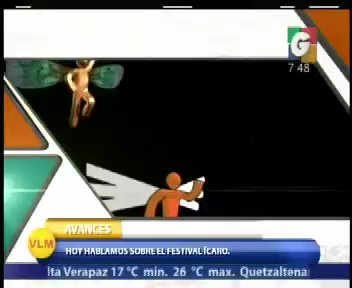 G
7:48
AVANCES
VLM
HOY HABLAMOS SOBRE EL FESTIVAL ÍCARO.
lta Verapaz 17 °C min. 26 °C max. Quetzaltena